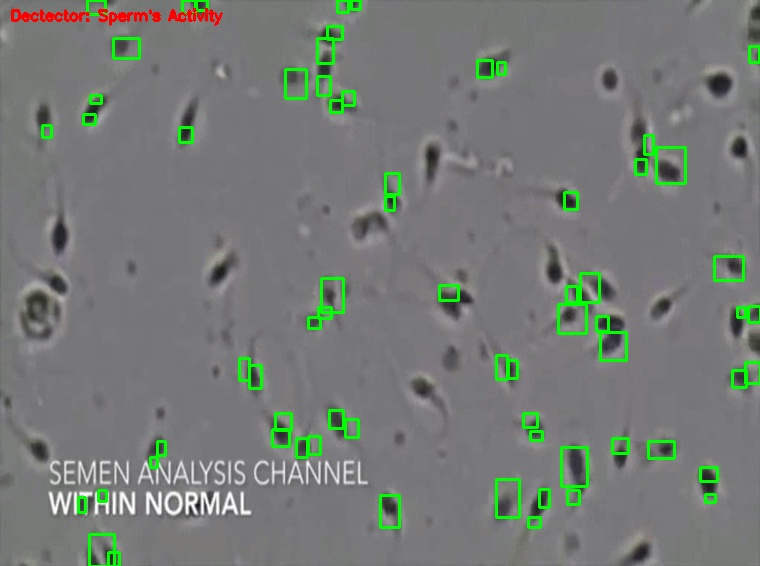 Dectector: Sperm's Activity
SEMEN ANALYSIS CHANNEL
WITHIN NORMAL